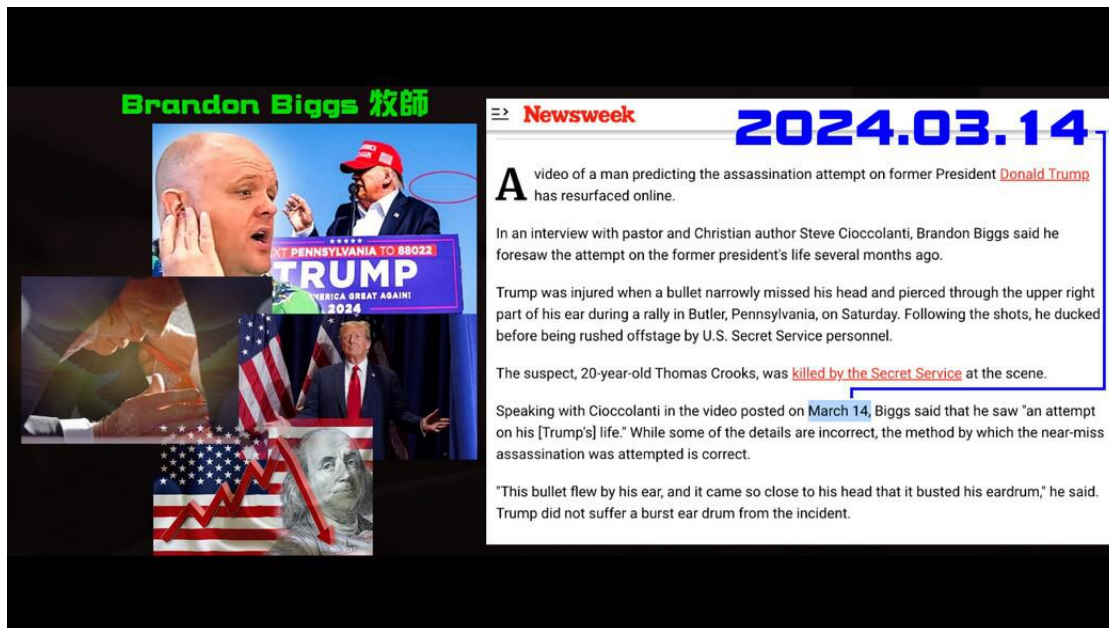 Brandon Biggs 牧師
NEXT PENNSYLVANIA TO 88022
TRUMP
AMERICA GREAT AGAIN!
2024
Newsweek
2024.03.14
A video of a man predicting the assassination attempt on former President Donald Trump
has resurfaced online.
In an interview with pastor and Christian author Steve Cioccolanti, Brandon Biggs said he
foresaw the attempt on the former president's life several months ago.
Trump was injured when a bullet narrowly missed his head and pierced through the upper right
part of his ear during a rally in Butler, Pennsylvania, on Saturday. Following the shots, he ducked
before being rushed offstage by U.S. Secret Service personnel.
The suspect, 20-year-old Thomas Crooks, was killed by the Secret Service at the scene.
Speaking with Cioccolanti in the video posted on March 14, Biggs said that he saw "an attempt
on his [Trump's] life." While some of the details are incorrect, the method by which the near-miss
assassination was attempted is correct.
"This bullet flew by his ear, and it came so close to his head that it busted his eardrum," he said.
Trump did not suffer a burst ear drum from the incident.